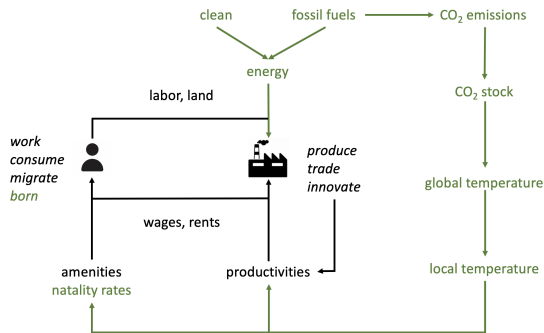 clean
fossil fuels
CO₂ emissions
energy
CO₂ stock
labor, land
work
consume
migrate
born
produce
trade
innovate
global temperature
wages, rents
amenities
natality rates
productivities
local temperature